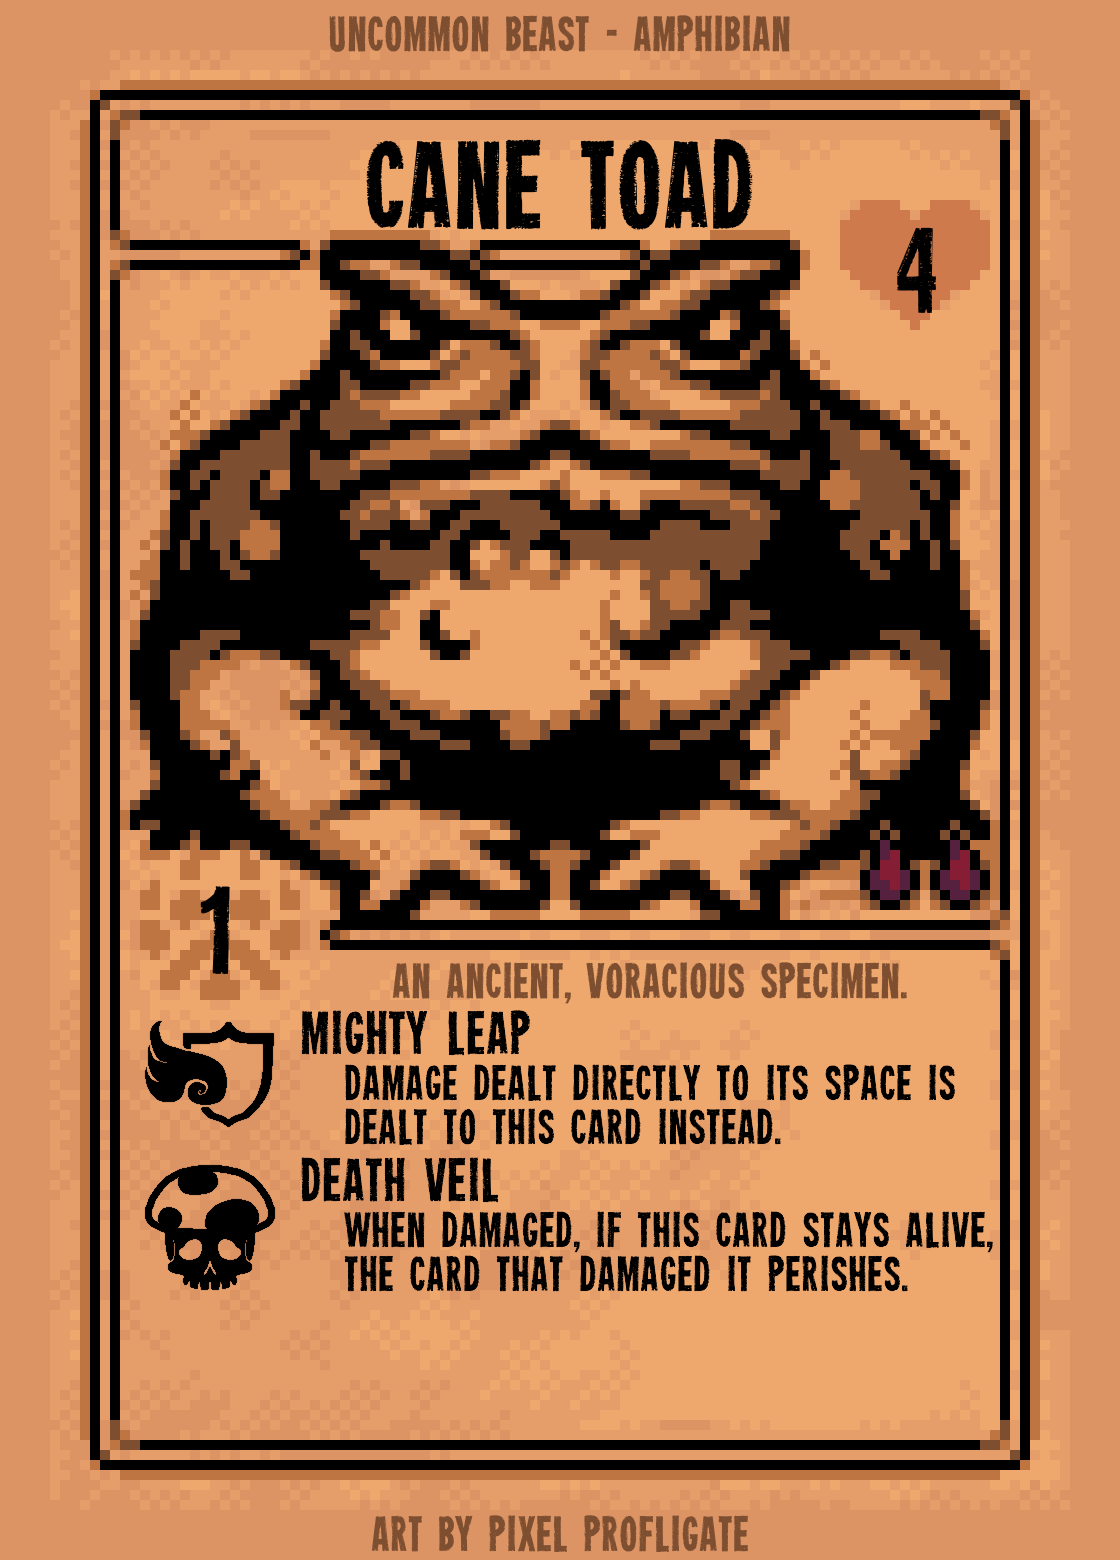 UNCOMMON BEAST - AMPHIBIAN
CANE TOAD
4
1
AN ANCIENT, VORACIOUS SPECIMEN.
MIGHTY LEAP
DAMAGE DEALT DIRECTLY TO ITS SPACE IS
DEALT TO THIS CARD INSTEAD.
DEATH VEIL
WHEN DAMAGED, IF THIS CARD STAYS ALIVE,
THE CARD THAT DAMAGED IT PERISHES.
ART BY PIXEL PROFLIGATE